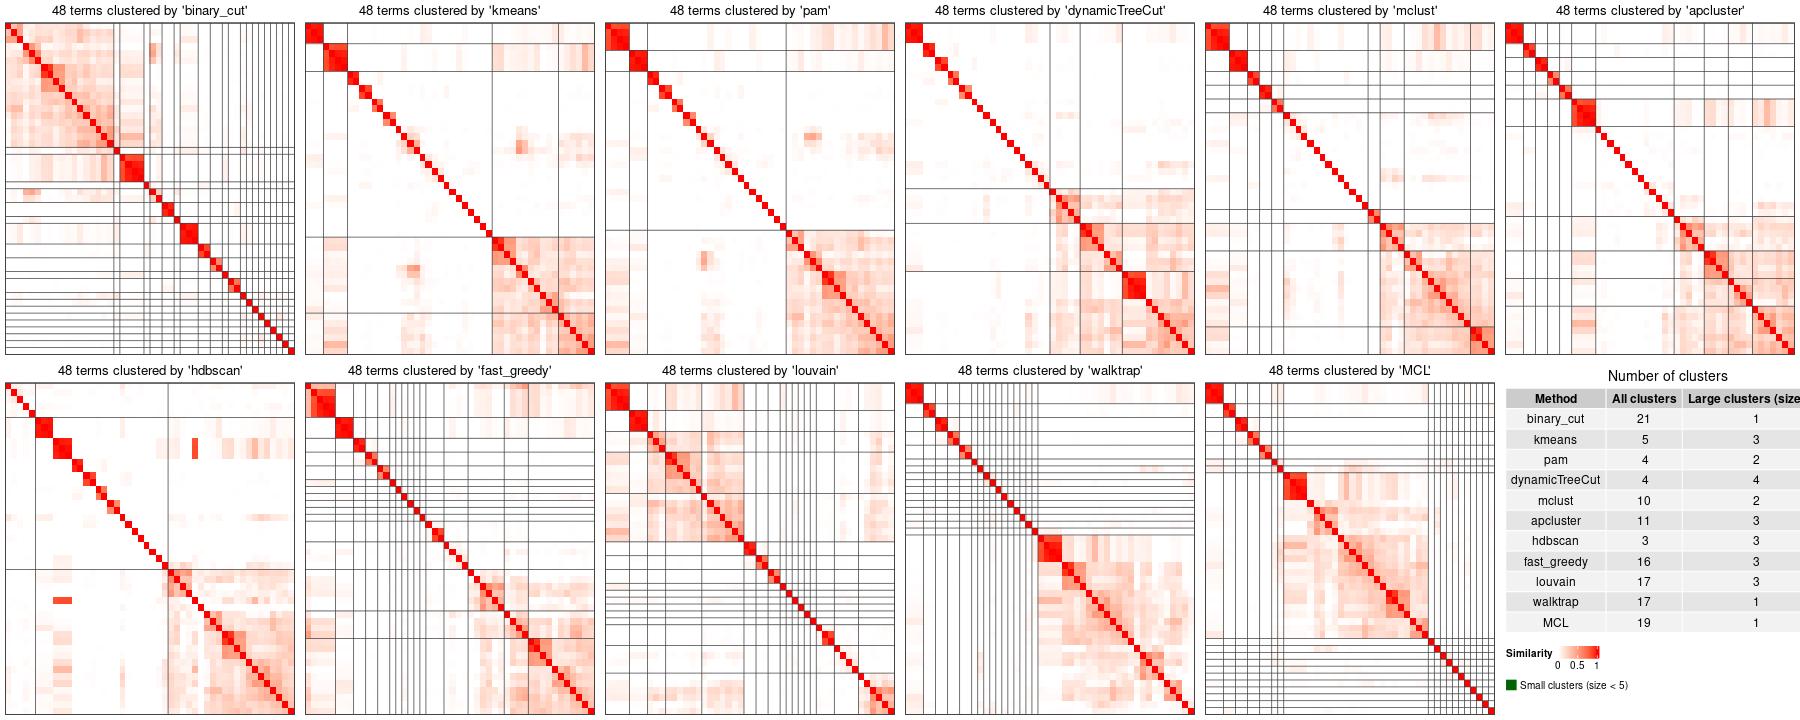 48 terms clustered by 'binary_cut'
48 terms clustered by 'kmeans'
48 terms clustered by 'pam'
48 terms clustered by 'dynamicTreeCut'
48 terms clustered by 'mclust'
48 terms clustered by 'apcluster'
48 terms clustered by 'hdbscan'
48 terms clustered by 'fast_greedy'
48 terms clustered by 'louvain'
48 terms clustered by 'walktrap'
48 terms clustered by 'MCL'
Number of clusters
Method All clusters Large clusters (size
binary_cut 21 1
kmeans 5 3
pam 4 2
dynamicTreeCut 4 4
mclust 10 2
apcluster 11 3
hdbscan 3 3
fast_greedy 16 3
louvain 17 3
walktrap 17 1
MCL 19 1
Similarity
0 0.5 1
Small clusters (size < 5)